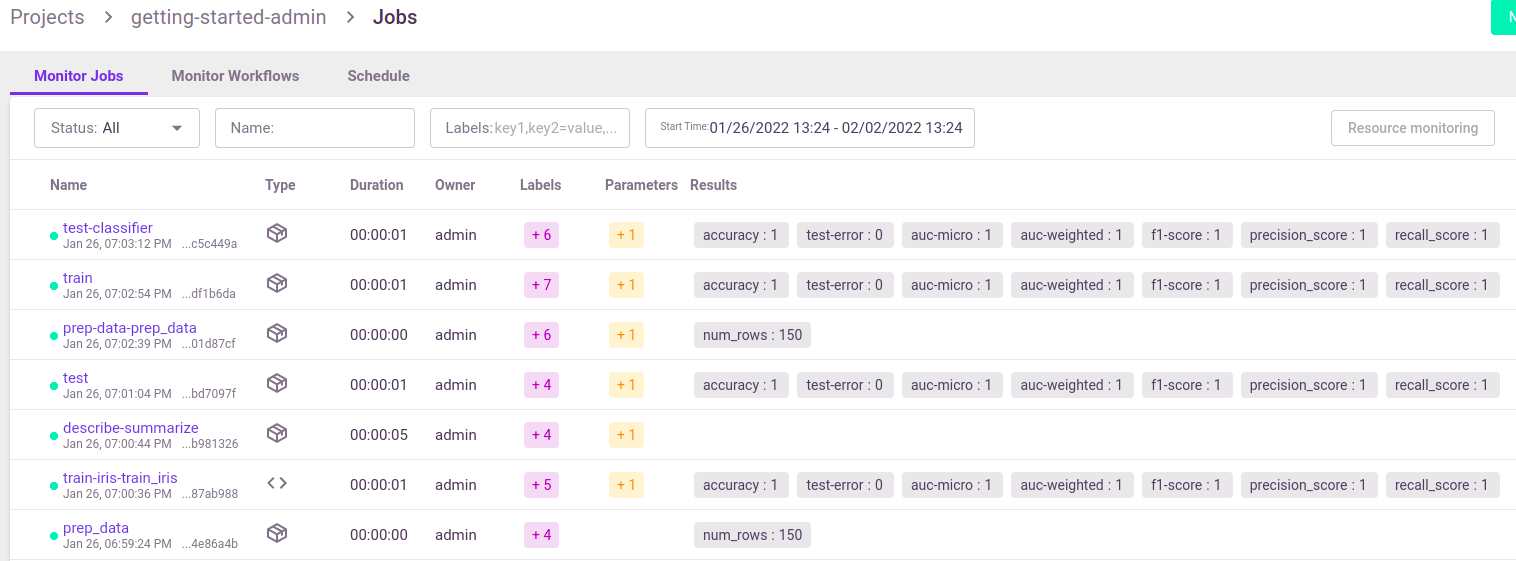 Projects > getting-started-admin > Jobs
N
Monitor Jobs Monitor Workflows Schedule
Status: All Name: Labels: key1,key2=value,... Start Time: 01/26/2022 13:24 - 02/02/2022 13:24 Resource monitoring
Name Type Duration Owner Labels Parameters Results
test-classifier
Jan 26, 07:03:12 PM ...c5c449a 00:00:01 admin + 6 + 1 accuracy : 1 test-error : 0 auc-micro : 1 auc-weighted : 1 f1-score : 1 precision_score : 1 recall_score : 1
train
Jan 26, 07:02:54 PM ...df1b6da 00:00:01 admin + 7 + 1 accuracy : 1 test-error : 0 auc-micro : 1 auc-weighted : 1 f1-score : 1 precision_score : 1 recall_score : 1
prep-data-prep_data
Jan 26, 07:02:39 PM ...01d87cf 00:00:00 admin + 6 + 1 num_rows : 150
test
Jan 26, 07:01:04 PM ...bd7097f 00:00:01 admin + 4 + 1 accuracy : 1 test-error : 0 auc-micro : 1 auc-weighted : 1 f1-score : 1 precision_score : 1 recall_score : 1
describe-summarize
Jan 26, 07:00:44 PM ...b981326 00:00:05 admin + 4 + 1
train-iris-train_iris
Jan 26, 07:00:36 PM ...87ab988 <> 00:00:01 admin + 5 + 1 accuracy : 1 test-error : 0 auc-micro : 1 auc-weighted : 1 f1-score : 1 precision_score : 1 recall_score : 1
prep_data
Jan 26, 06:59:24 PM ...4e86a4b 00:00:00 admin + 4 num_rows : 150